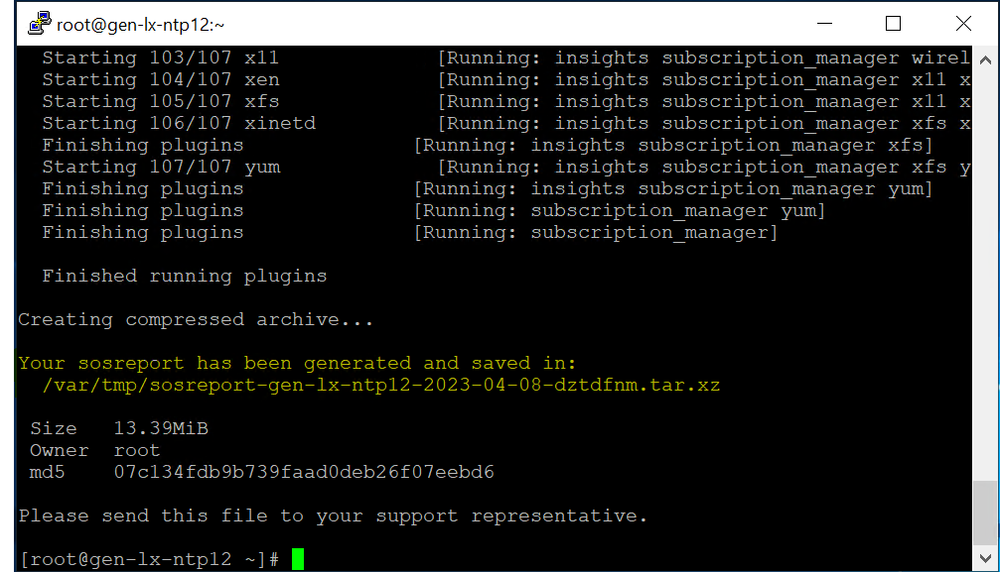 root@gen-lx-ntp12:~
Starting 103/107 x11 [Running: insights subscription_manager wirel
Starting 104/107 xen [Running: insights subscription_manager x11 x
Starting 105/107 xfs [Running: insights subscription_manager x11 x
Starting 106/107 xinetd [Running: insights subscription_manager xfs x
Finishing plugins [Running: insights subscription_manager xfs]
Starting 107/107 yum [Running: insights subscription_manager xfs y
Finishing plugins [Running: insights subscription_manager yum]
Finishing plugins [Running: subscription_manager yum]
Finishing plugins [Running: subscription_manager]
Finished running plugins
Creating compressed archive...
Your sosreport has been generated and saved in:
/var/tmp/sosreport-gen-lx-ntp12-2023-04-08-dztdfnm.tar.xz
Size 13.39MiB
Owner root
md5 07c134fdb9b739faad0deb26f07eebd6
Please send this file to your support representative.
[root@gen-lx-ntp12 ~]#